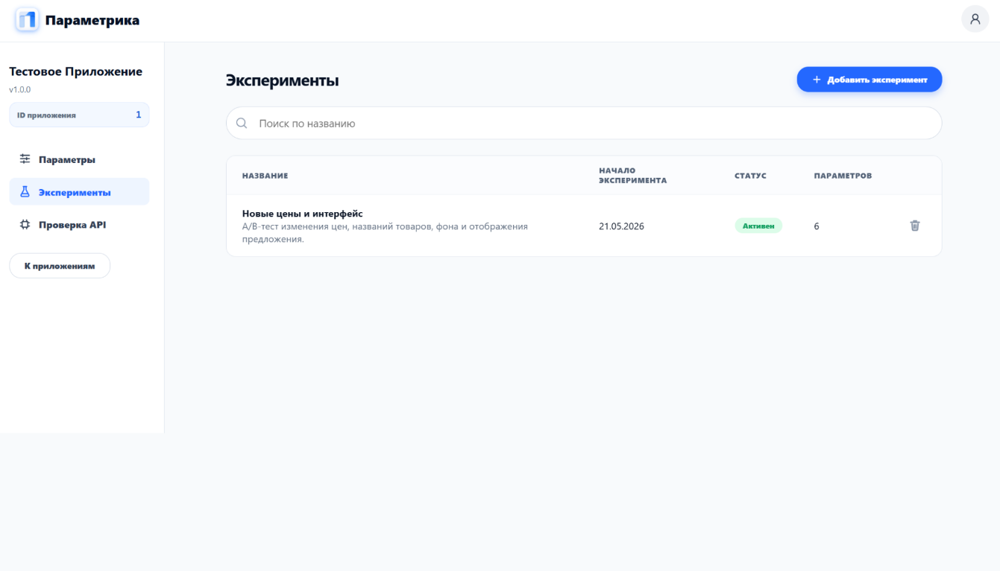 Параметрика
Тестовое Приложение
v1.0.0
ID приложения 1
Параметры
Эксперименты
Проверка API
К приложениям
Эксперименты
+ Добавить эксперимент
Поиск по названию
НАЗВАНИЕ
НАЧАЛО
ЭКСПЕРИМЕНТА
СТАТУС
ПАРАМЕТРОВ
Новые цены и интерфейс
A/B-тест изменения цен, названий товаров, фона и отображения
предложения.
21.05.2026
Активен
6